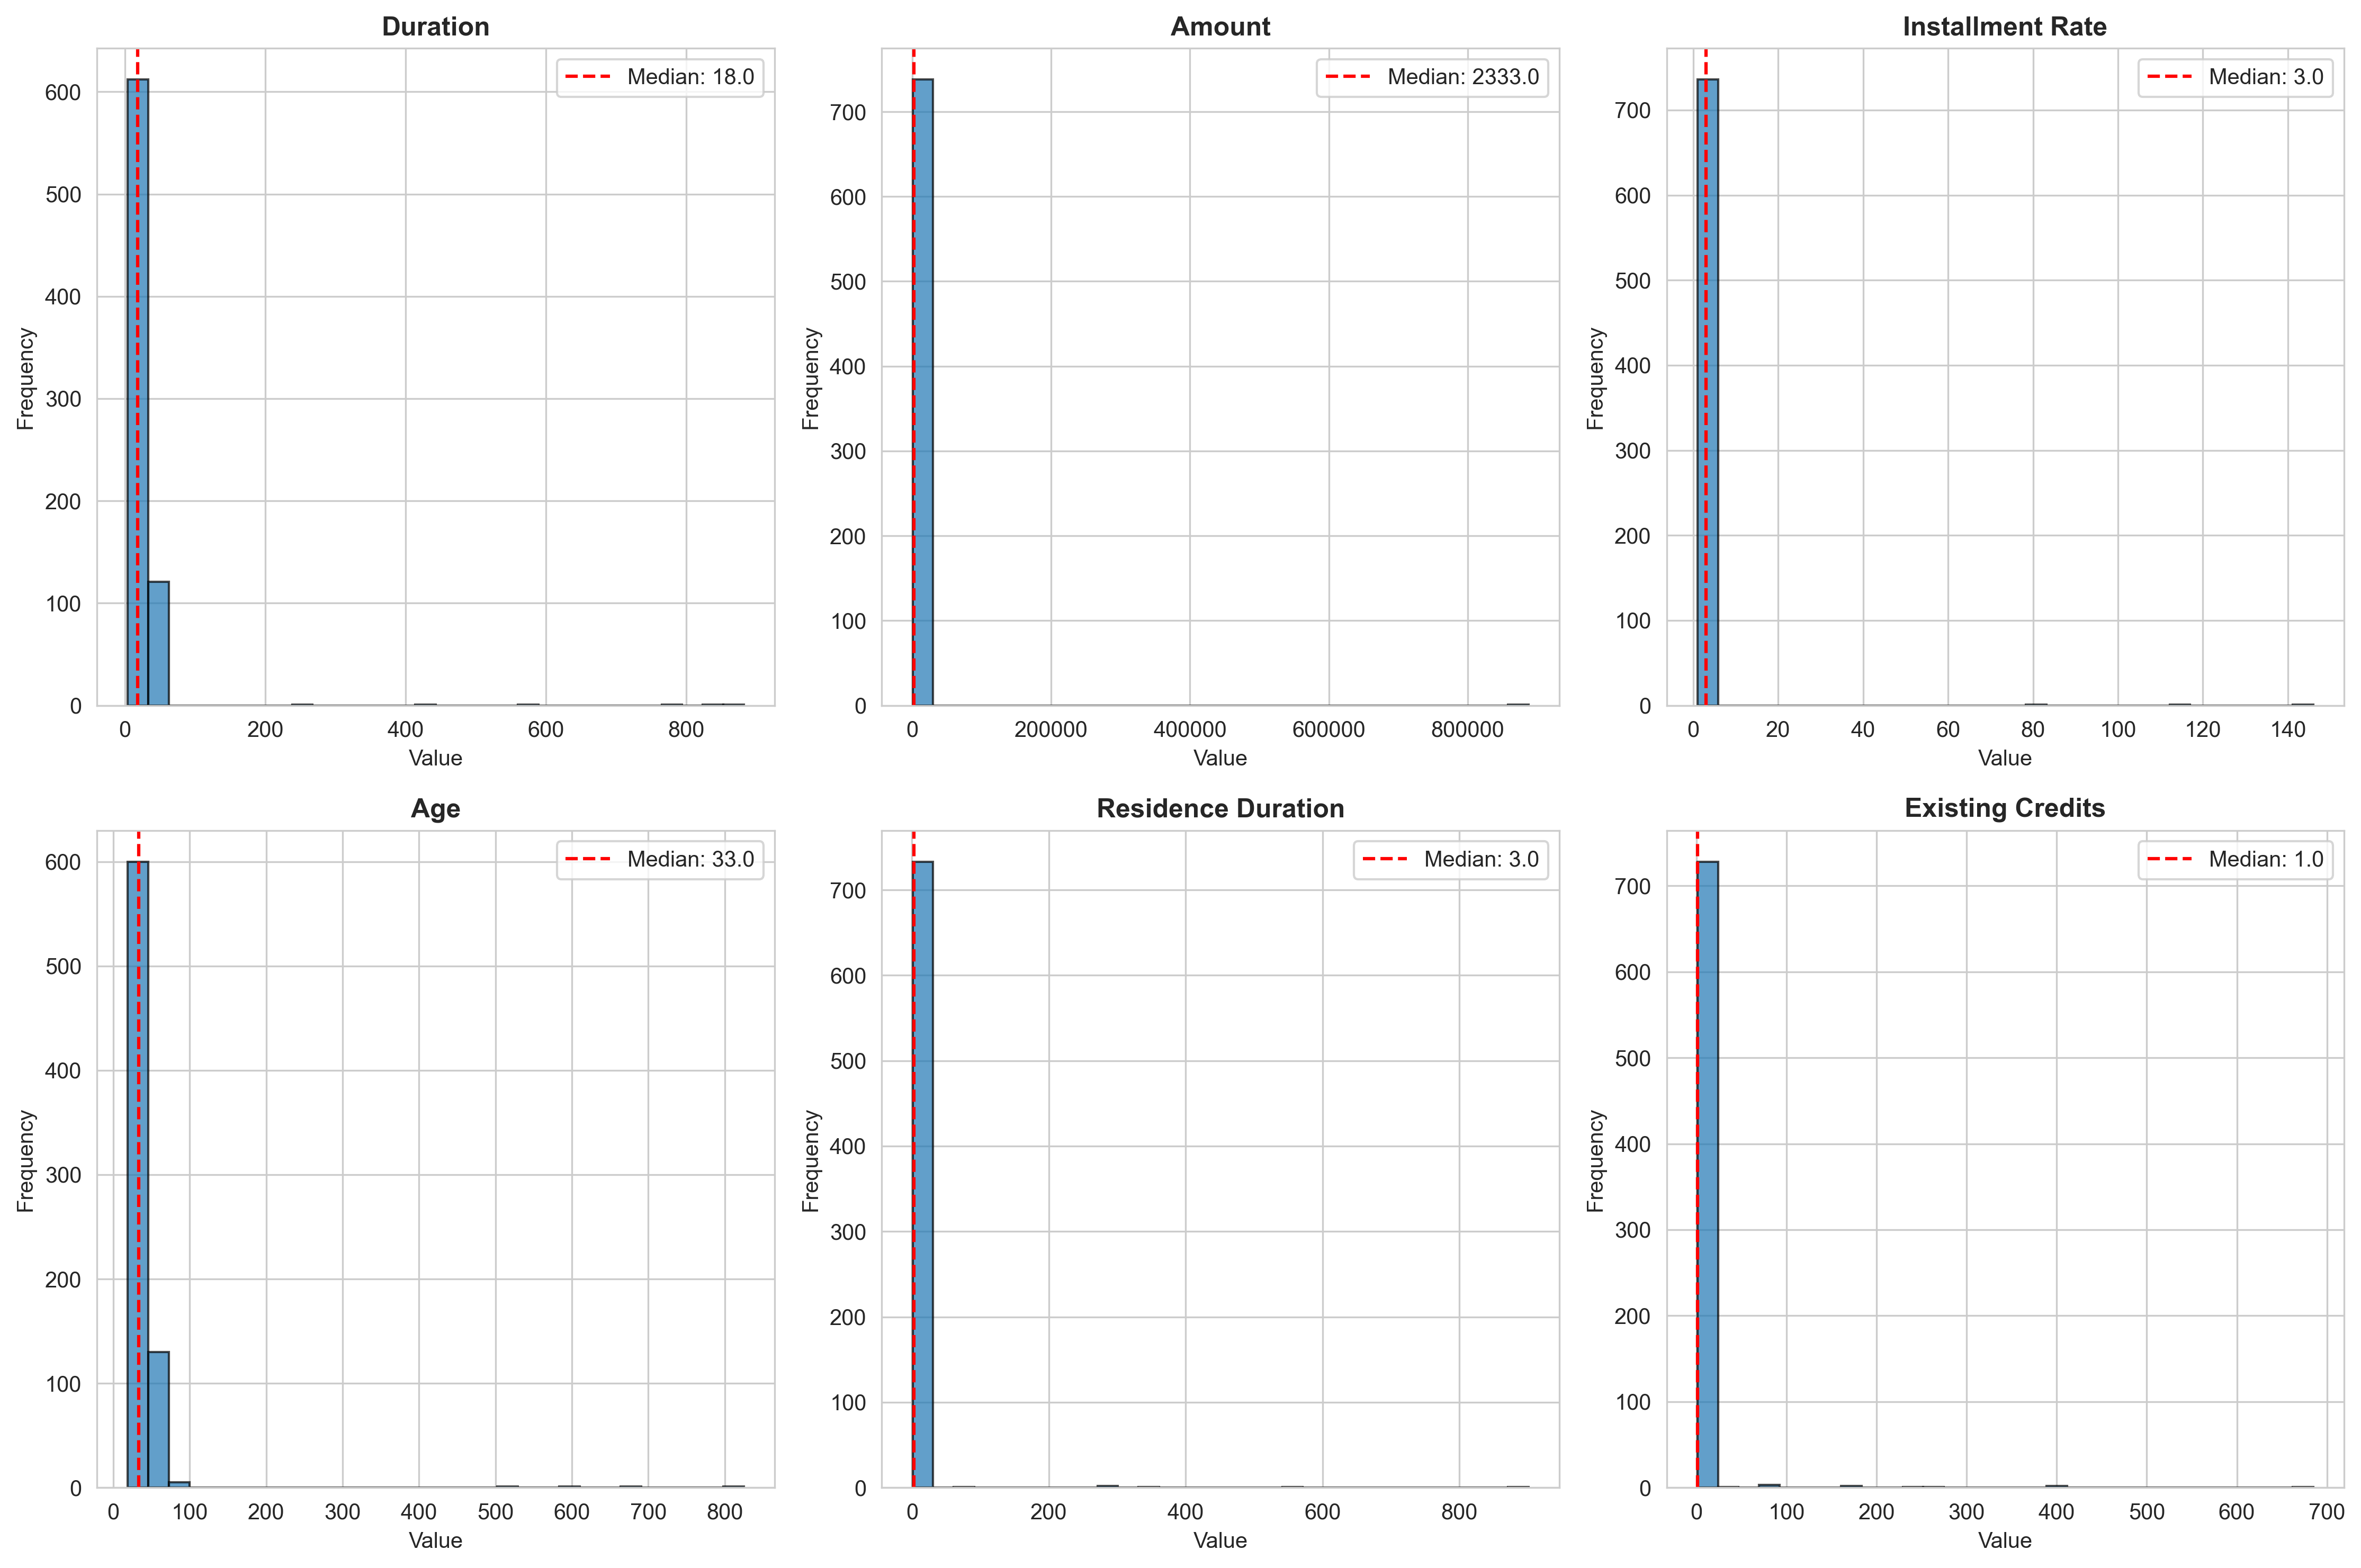 Duration
Median: 18.0
600
500
400
300
200
100
0
Frequency
0 200 400 600 800
Value
Amount
Median: 2333.0
700
600
500
400
300
200
100
0
Frequency
0 200000 400000 600000 800000
Value
Installment Rate
Median: 3.0
700
600
500
400
300
200
100
0
Frequency
0 20 40 60 80 100 120 140
Value
Age
Median: 33.0
600
500
400
300
200
100
0
Frequency
0 100 200 300 400 500 600 700 800
Value
Residence Duration
Median: 3.0
700
600
500
400
300
200
100
0
Frequency
0 200 400 600 800
Value
Existing Credits
Median: 1.0
700
600
500
400
300
200
100
0
Frequency
0 100 200 300 400 500 600 700
Value